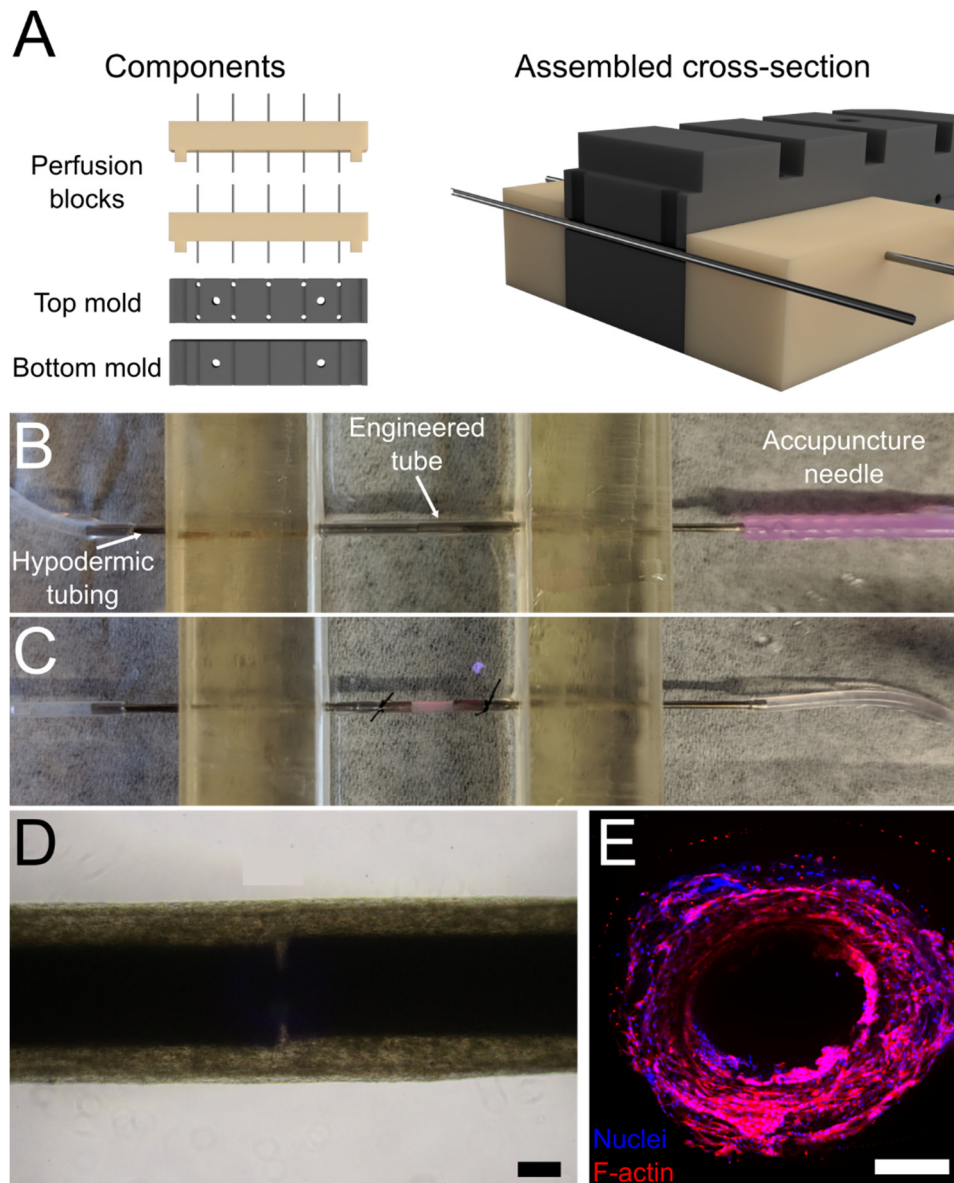 A
Components
Assembled cross-section
Perfusion
blocks
Top mold
Bottom mold
B
Engineered
tube
Accupuncture
needle
Hypodermic
tubing
C
D
E
Nuclei
F-actin